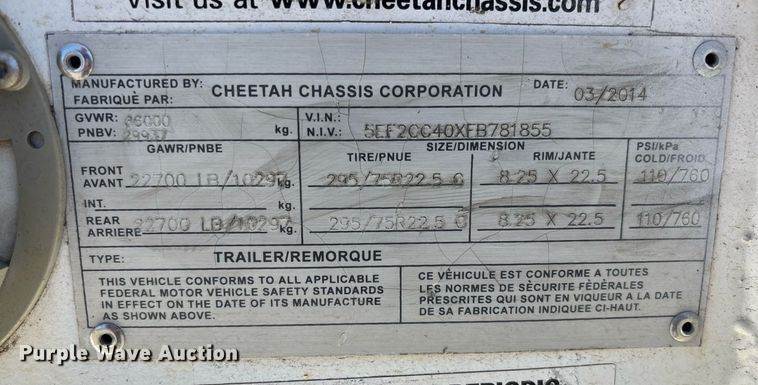 Visit us at www.cheetahchassis.com
MANUFACTURED BY: CHEETAH CHASSIS CORPORATION DATE: 03/2014
FABRIQUÉ PAR:
GVWR: 66000
PNBV: 29937 kg.
V.I.N.:
N.I.V.: 5EF2CC40XFB781855
GAWR/PNBE SIZE/DIMENSION PSI/kPa
TIRE/PNUE RIM/JANTE COLD/FROID
FRONT
AVANT 22700 LB/10297 kg. 295/75R22.5 G 8.25 X 22.5 110/760
INT. kg.
REAR
ARRIÈRE 22700 LB/10297 kg. 295/75R22.5 G 8.25 X 22.5 110/760
TYPE: TRAILER/REMORQUE
THIS VEHICLE CONFORMS TO ALL APPLICABLE
FEDERAL MOTOR VEHICLE SAFETY STANDARDS
IN EFFECT ON THE DATE OF ITS MANUFACTURE
AS SHOWN ABOVE.
CE VÉHICULE EST CONFORME A TOUTES
LES NORMES DE SÉCURITÉ FÉDÉRALES
PRESCRITES QUI SONT EN VIQUEUR A LA DATE
DE SA FABRICATION INDIQUEE CI-HAUT.
Purple Wave Auction